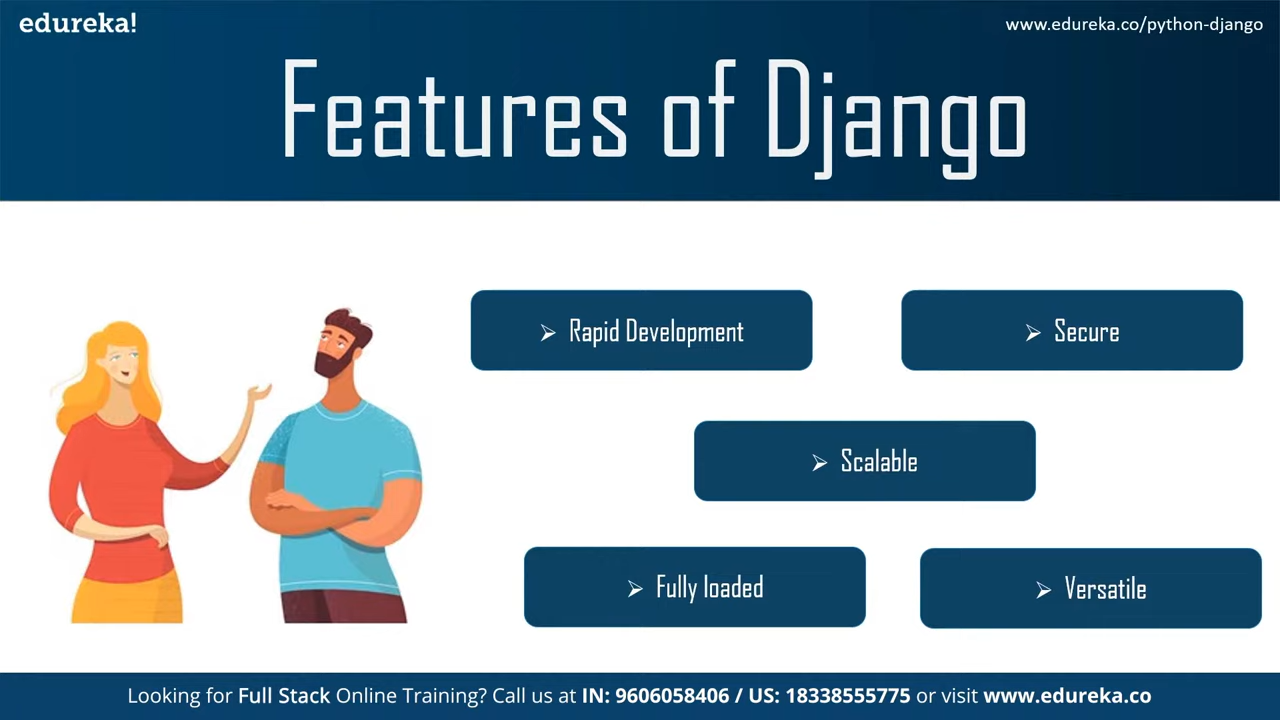 edureka!
www.edureka.co/python-django
Features of Django
➢ Rapid Development
➢ Secure
➢ Scalable
➢ Fully loaded
➢ Versatile
Looking for Full Stack Online Training? Call us at IN: 9606058406 / US: 18338555775 or visit www.edureka.co